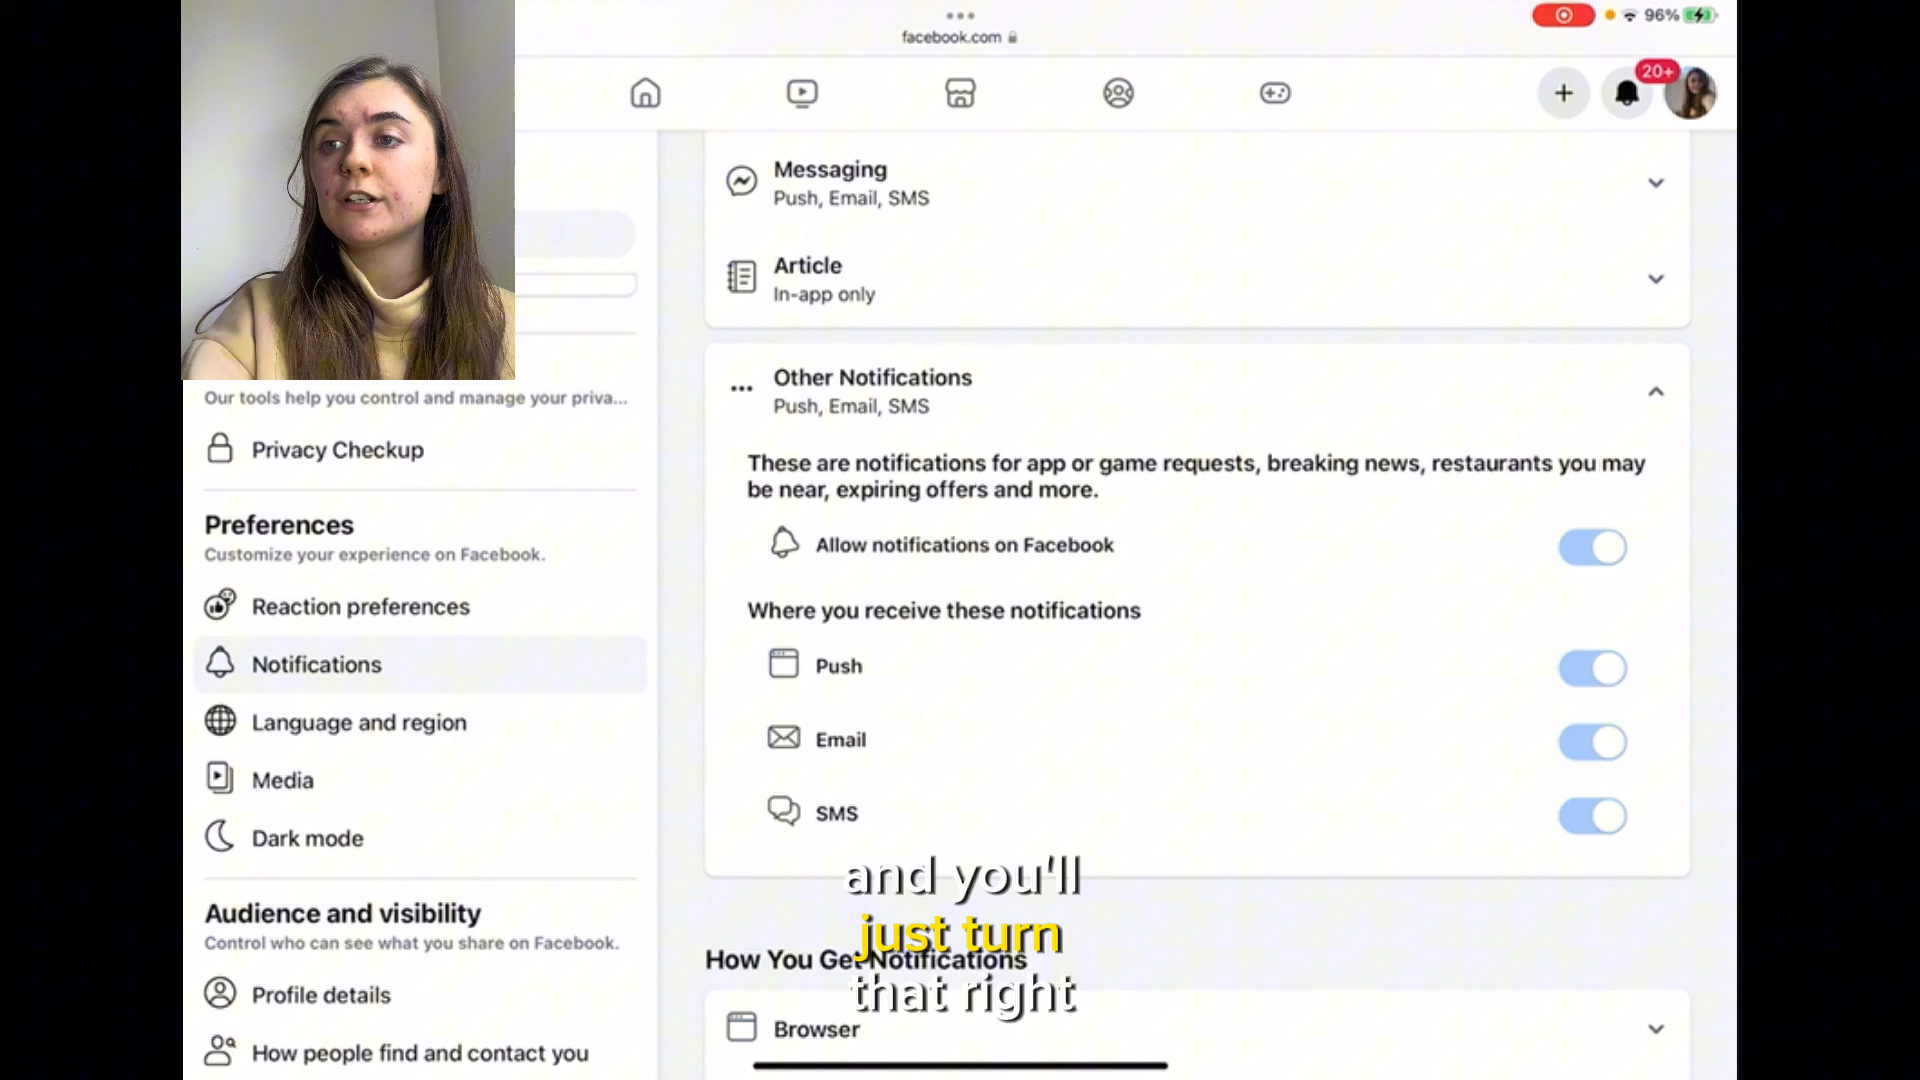 facebook.com
96%
20+
Messaging
Push, Email, SMS
Article
In-app only
Other Notifications
Push, Email, SMS
These are notifications for app or game requests, breaking news, restaurants you may
be near, expiring offers and more.
Allow notifications on Facebook
Where you receive these notifications
Push
Email
SMS
How You Get Notifications
Browser
Our tools help you control and manage your priva...
Privacy Checkup
Preferences
Customize your experience on Facebook.
Reaction preferences
Notifications
Language and region
Media
Dark mode
Audience and visibility
Control who can see what you share on Facebook.
Profile details
How people find and contact you
and you'll
just turn
that right